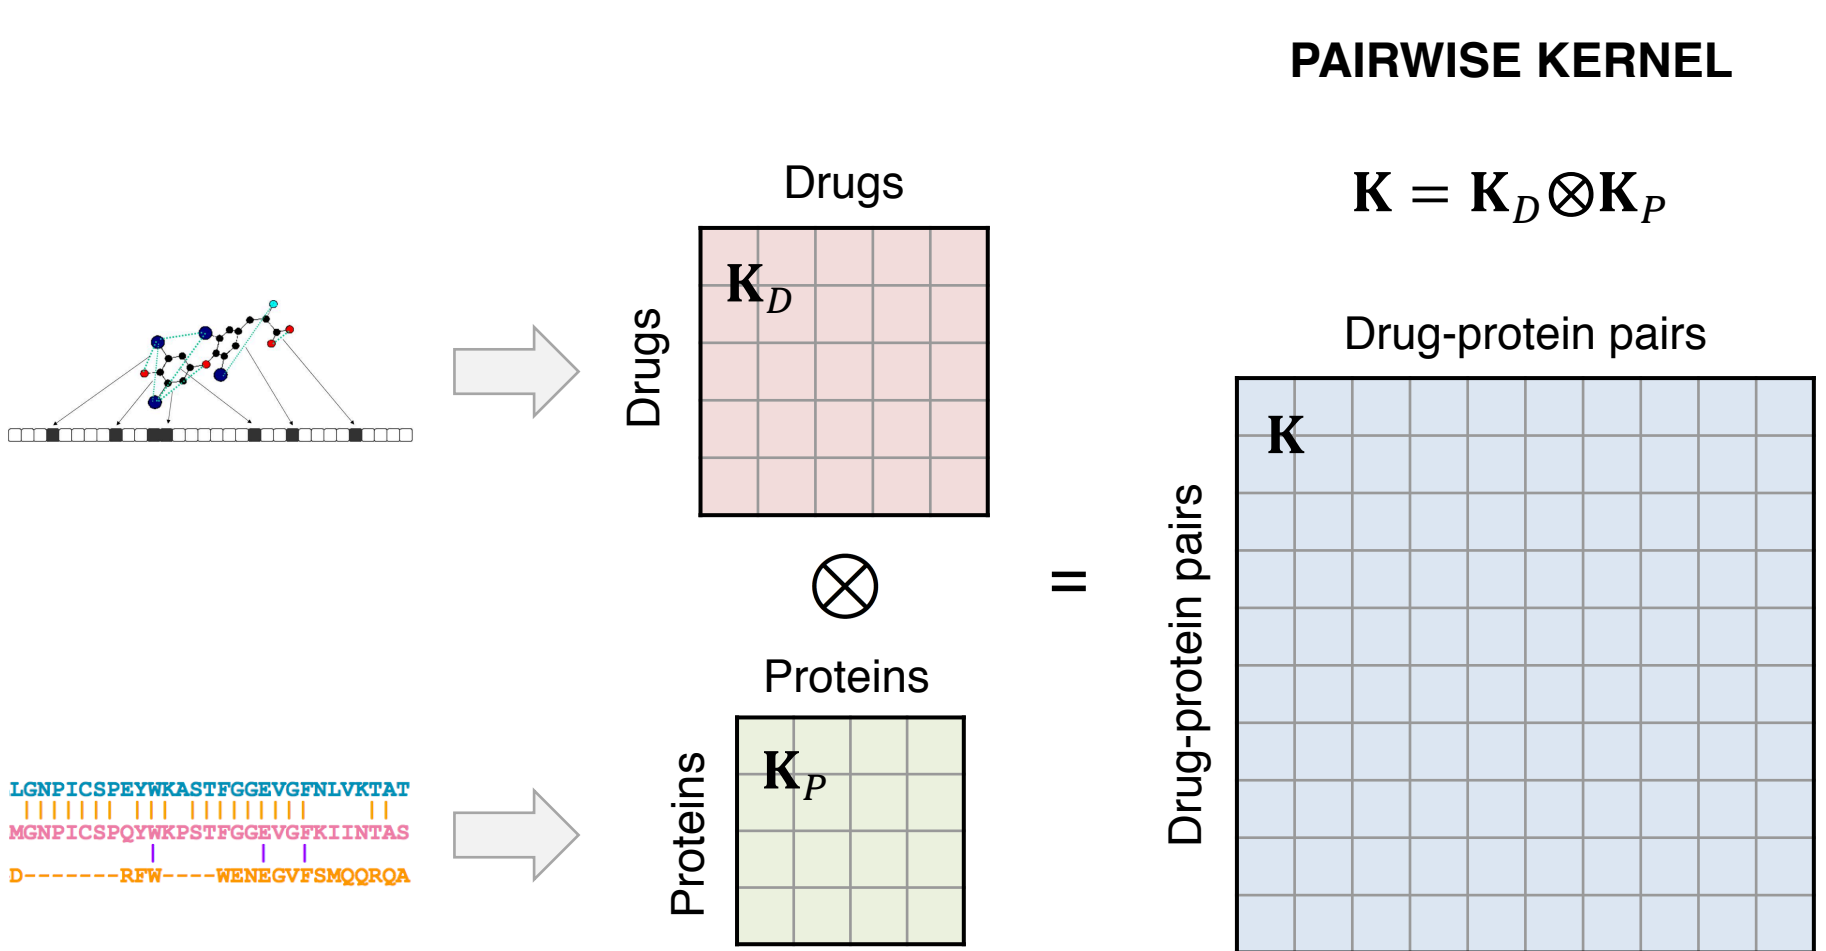 PAIRWISE KERNEL
K = K_D⊗K_P
Drugs
Drugs
K_D
⊗
Proteins
Proteins
K_P
=
Drug-protein pairs
Drug-protein pairs
K
LGNPICSPEYWKASTFGGEVGFNLVKTAT
MGNPICSPQYWKPSTFGGEVGFKIINTAS
D-------RFW----WENEGVFSMQQRQA